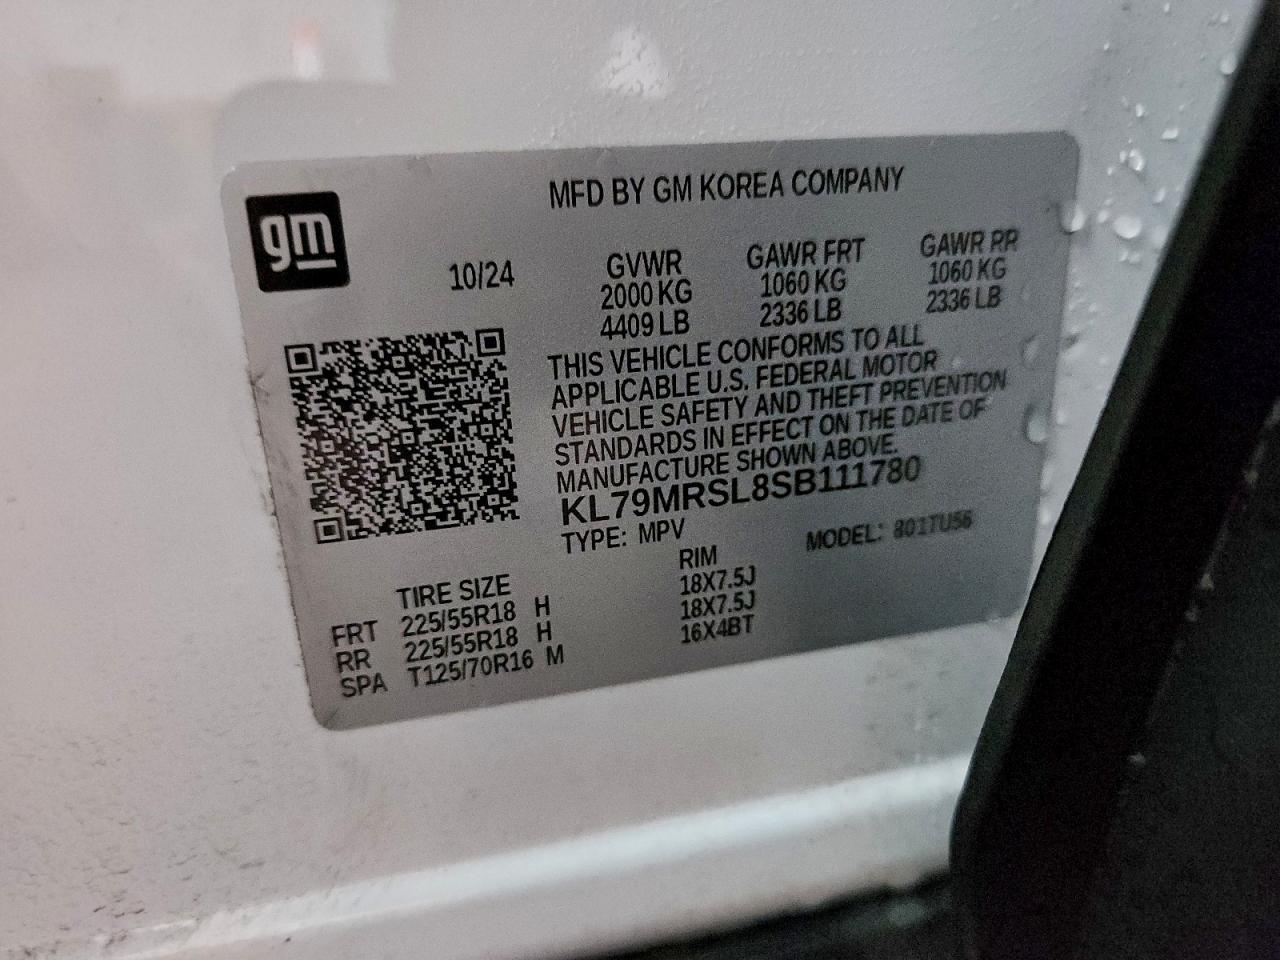 gm
MFD BY GM KOREA COMPANY
10/24
GVWR GAWR FRT GAWR RR
2000 KG 1060 KG 1060 KG
4409 LB 2336 LB 2336 LB
THIS VEHICLE CONFORMS TO ALL
APPLICABLE U.S. FEDERAL MOTOR
VEHICLE SAFETY AND THEFT PREVENTION
STANDARDS IN EFFECT ON THE DATE OF
MANUFACTURE SHOWN ABOVE.
KL79MRSL8SB111780
TYPE: MPV MODEL: 801TU56
TIRE SIZE RIM
FRT 225/55R18 H 18X7.5J
RR 225/55R18 H 18X7.5J
SPA T125/70R16 M 16X4BT